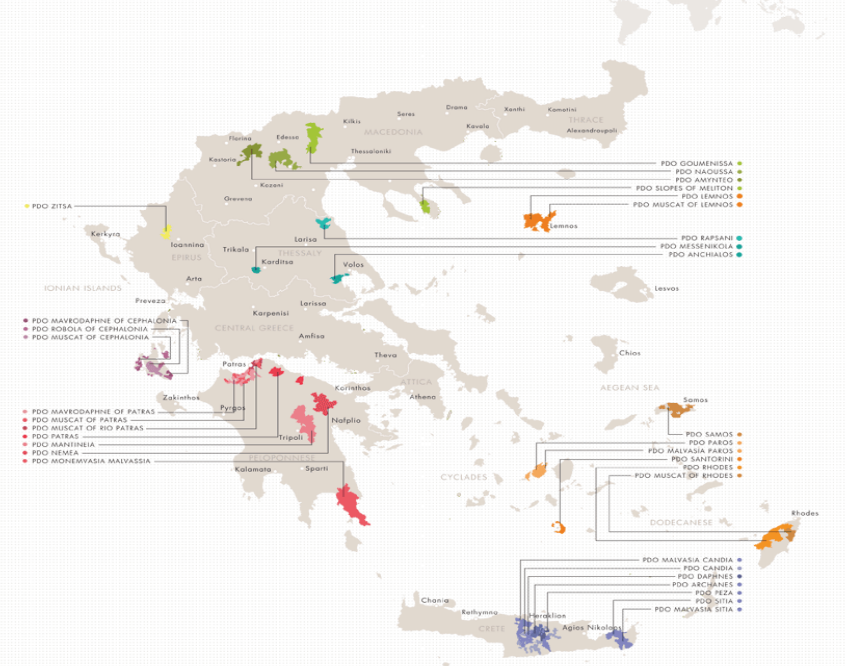 Drama
Xanthi
Komotini
Seres
Kilkis
THRACE
Kavala
Alexandroupoli
MACEDONIA
Florina
Edessa
Thessaloniki
Kastoria
PDO GOUMENISSA
PDO NAOUSSA
PDO AMYNTEO
Kozani
PDO SLOPES OF MELITON
Grevena
PDO LEMNOS
PDO MUSCAT OF LEMNOS
PDO ZITSA
Lemnos
Kerkyra
Ioannina
Larisa
PDO RAPSANI
Trikala
PDO MESSENIKOLA
THESSALY
PDO ANCHIALOS
EPIRUS
Karditsa
Volos
Arta
IONIAN ISLANDS
Lesvos
Preveza
Larissa
Karpenisi
PDO MAVRODAPHNE OF CEPHALONIA
PDO ROBOLA OF CEPHALONIA
CENTRAL GREECE
PDO MUSCAT OF CEPHALONIA
Amfisa
Theva
Chios
Patras
ATTICA
Korinthos
AEGEAN SEA
Zakinthos
Athens
Samos
Pyrgos
PDO MAVRODAPHNE OF PATRAS
PDO MUSCAT OF PATRAS
Nafplio
PDO MUSCAT OF RIO PATRAS
PDO PATRAS
Tripoli
PDO SAMOS
PDO MANTINEIA
PDO PAROS
PDO NEMEA
PDO MALVASIA PAROS
PELOPONNESE
PDO MONEMVASIA MALVASSIA
PDO SANTORINI
Kalamata
Sparti
PDO RHODES
CYCLADES
PDO MUSCAT OF RHODES
Rhodes
DODECANESE
PDO MALVASIA CANDIA
PDO CANDIA
PDO DAPHNES
PDO ARCHANES
PDO PEZA
Chania
PDO SITIA
Rethymno
PDO MALVASIA SITIA
Heraklion
CRETE
Agios Nikolaos